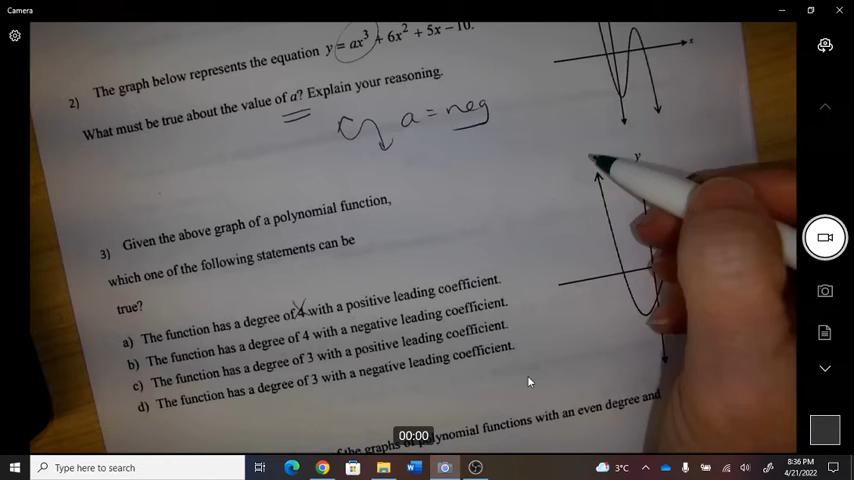 Camera
2) The graph below represents the equation y = ax³ + 6x² + 5x − 10.
What must be true about the value of a? Explain your reasoning.
a = neg
x
y
3) Given the above graph of a polynomial function,
which one of the following statements can be
true?
a) The function has a degree of 4 with a positive leading coefficient.
b) The function has a degree of 4 with a negative leading coefficient.
c) The function has a degree of 3 with a positive leading coefficient.
d) The function has a degree of 3 with a negative leading coefficient.
of the graphs of polynomial functions with an even degree and
00:00
Type here to search
3°C
8:36 PM
4/21/2022